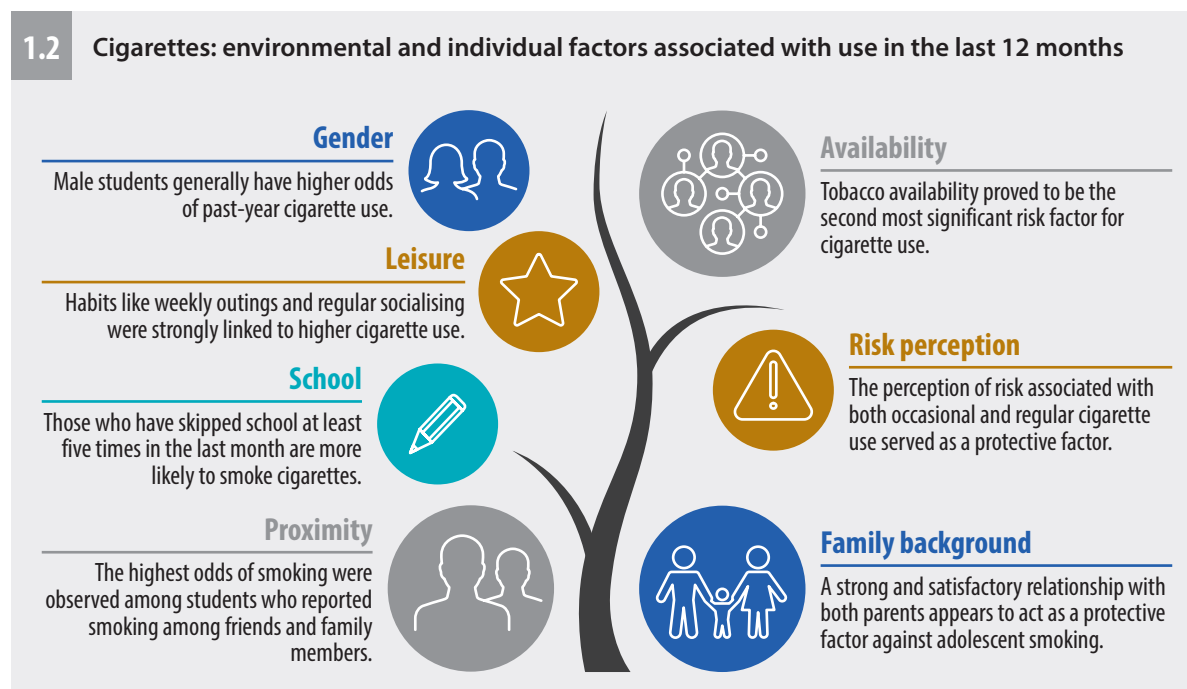 1.2
Cigarettes: environmental and individual factors associated with use in the last 12 months
Gender
Male students generally have higher odds
of past-year cigarette use.
Leisure
Habits like weekly outings and regular socialising
were strongly linked to higher cigarette use.
School
Those who have skipped school at least
five times in the last month are more
likely to smoke cigarettes.
Proximity
The highest odds of smoking were
observed among students who reported
smoking among friends and family
members.
Availability
Tobacco availability proved to be the
second most significant risk factor for
cigarette use.
Risk perception
The perception of risk associated with
both occasional and regular cigarette
use served as a protective factor.
Family background
A strong and satisfactory relationship with
both parents appears to act as a protective
factor against adolescent smoking.